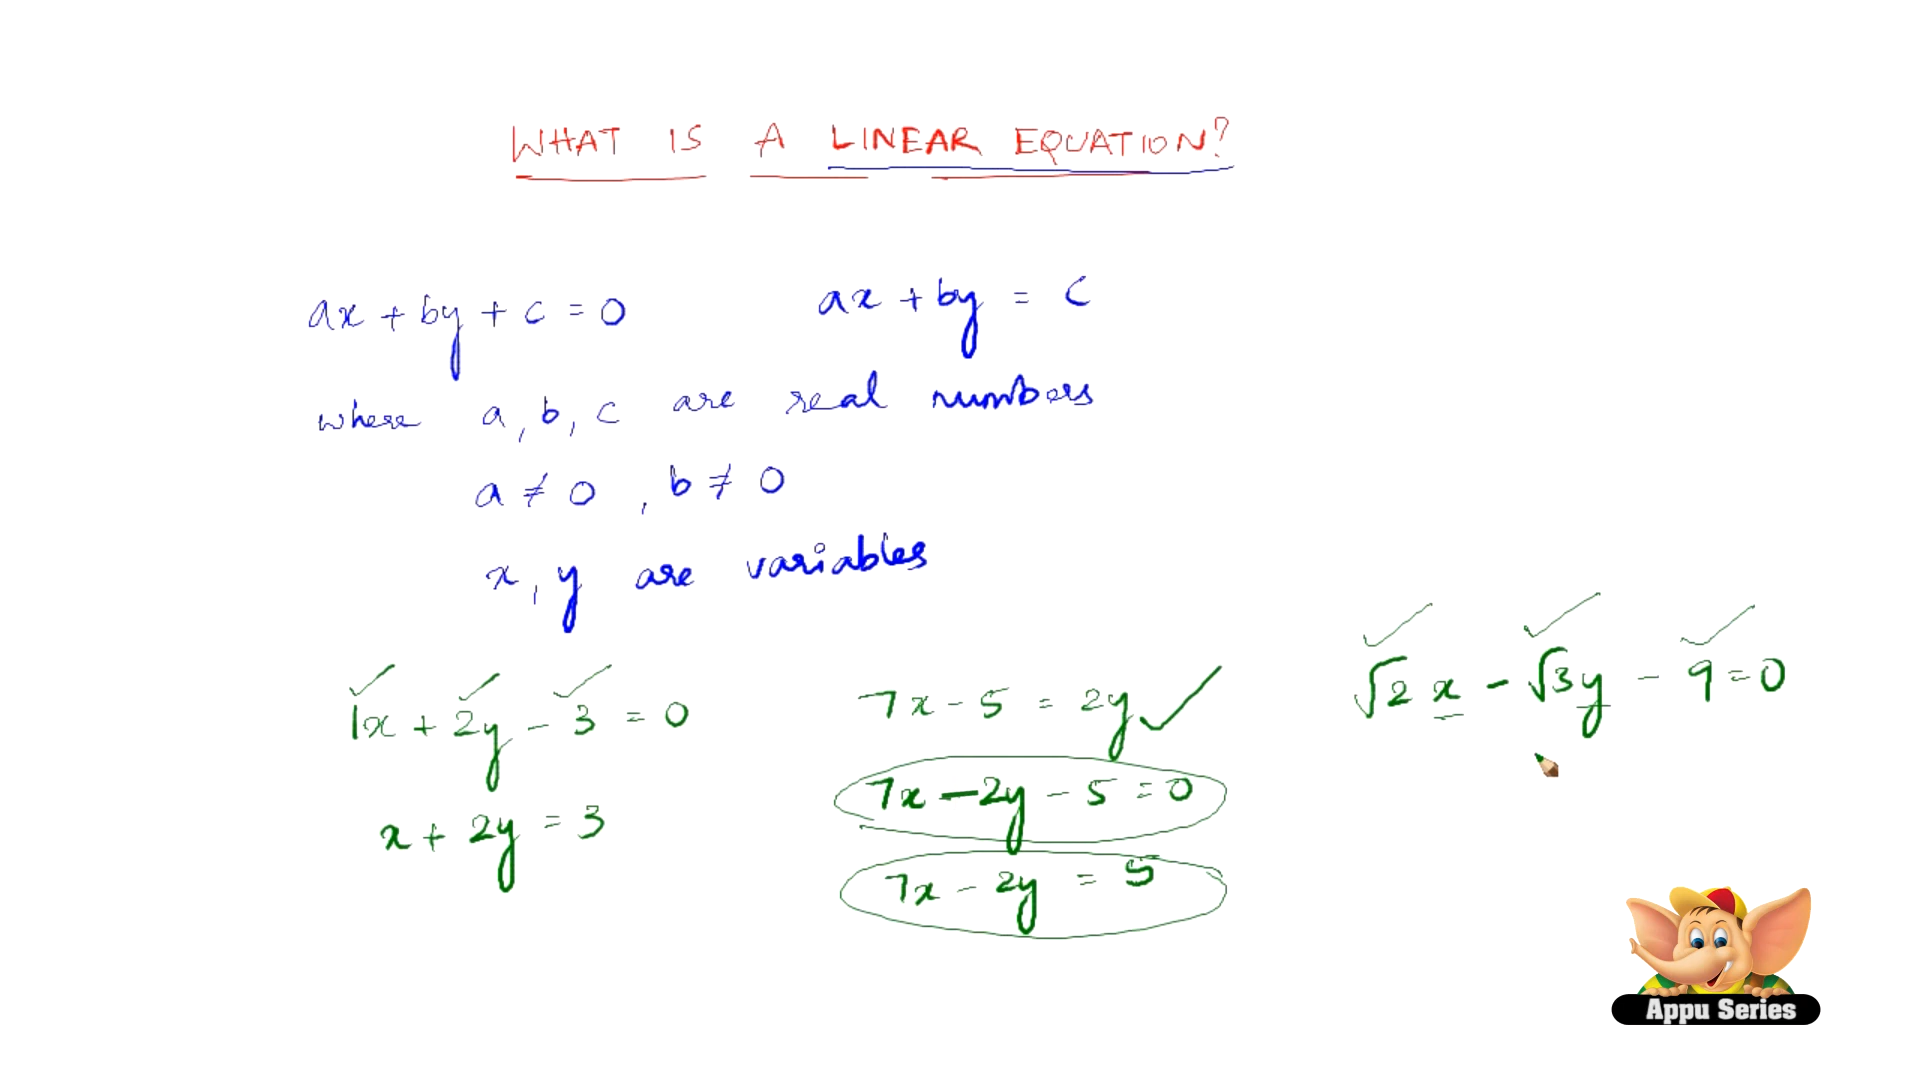 WHAT IS A LINEAR EQUATION?
ax + by + c = 0
ax + by = c
where a, b, c are real numbers
a ≠ 0, b ≠ 0
x, y are variables
1x + 2y - 3 = 0
x + 2y = 3
7x - 5 = 2y
7x - 2y - 5 = 0
7x - 2y = 5
√2 x - √3y - 9 = 0
Appu Series